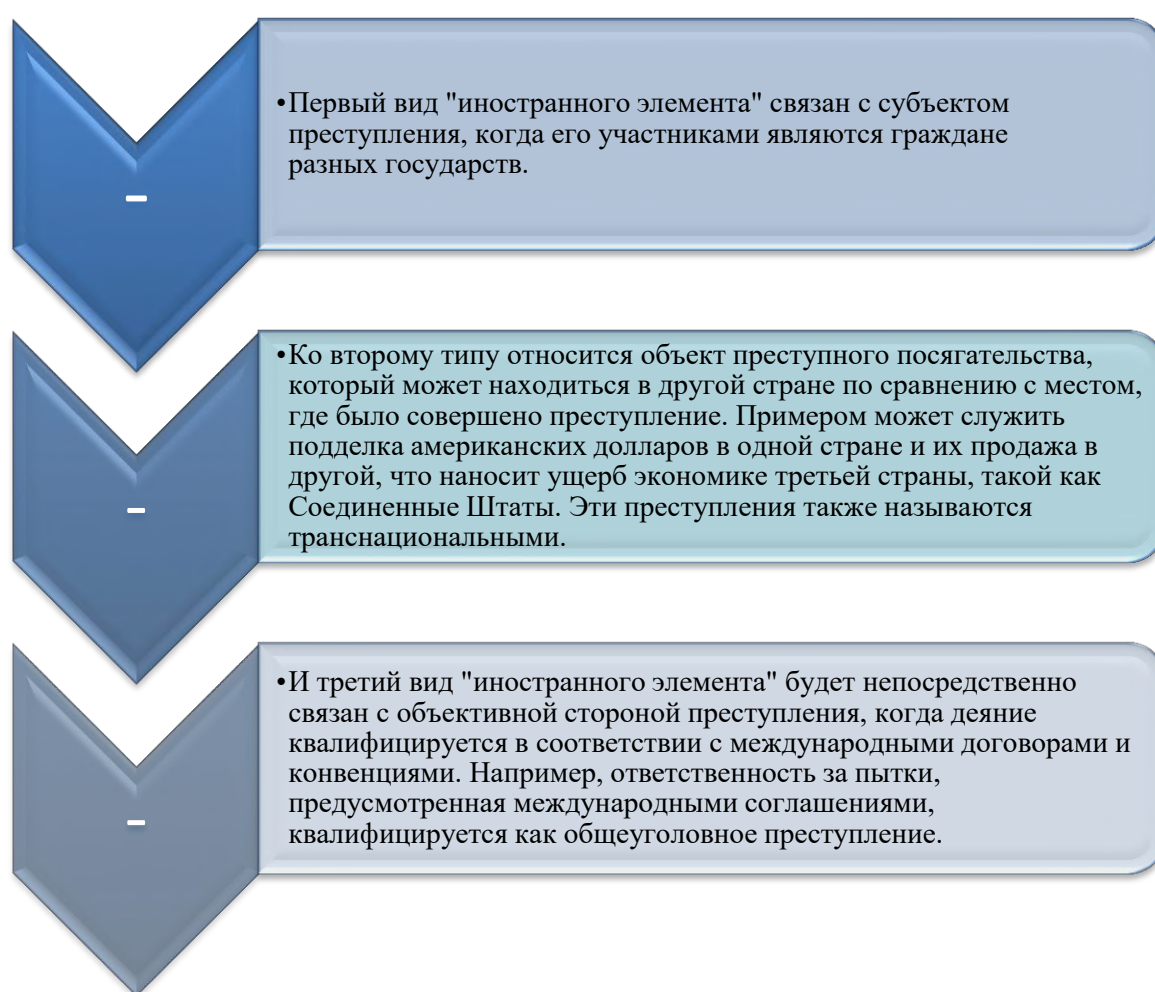 -
•Первый вид "иностранного элемента" связан с субъектом
преступления, когда его участниками являются граждане
разных государств.
-
•Ко второму типу относится объект преступного посягательства,
который может находиться в другой стране по сравнению с местом,
где было совершено преступление. Примером может служить
подделка американских долларов в одной стране и их продажа в
другой, что наносит ущерб экономике третьей страны, такой как
Соединенные Штаты. Эти преступления также называются
транснациональными.
-
•И третий вид "иностранного элемента" будет непосредственно
связан с объективной стороной преступления, когда деяние
квалифицируется в соответствии с международными договорами и
конвенциями. Например, ответственность за пытки,
предусмотренная международными соглашениями,
квалифицируется как общеуголовное преступление.